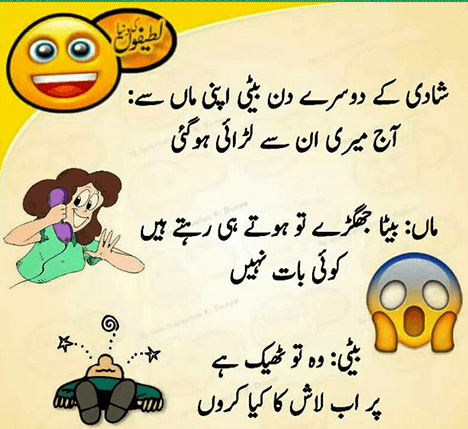 لطیفوں کی دنیا
شادی کے دوسرے دن بیٹی اپنی ماں سے:
آج میری ان سے لڑائی ہوگئی
ماں: بیٹا جھگڑے تو ہوتے ہی رہتے ہیں
کوئی بات نہیں
بیٹی: وہ تو ٹھیک ہے
پر اب لاش کا کیا کروں